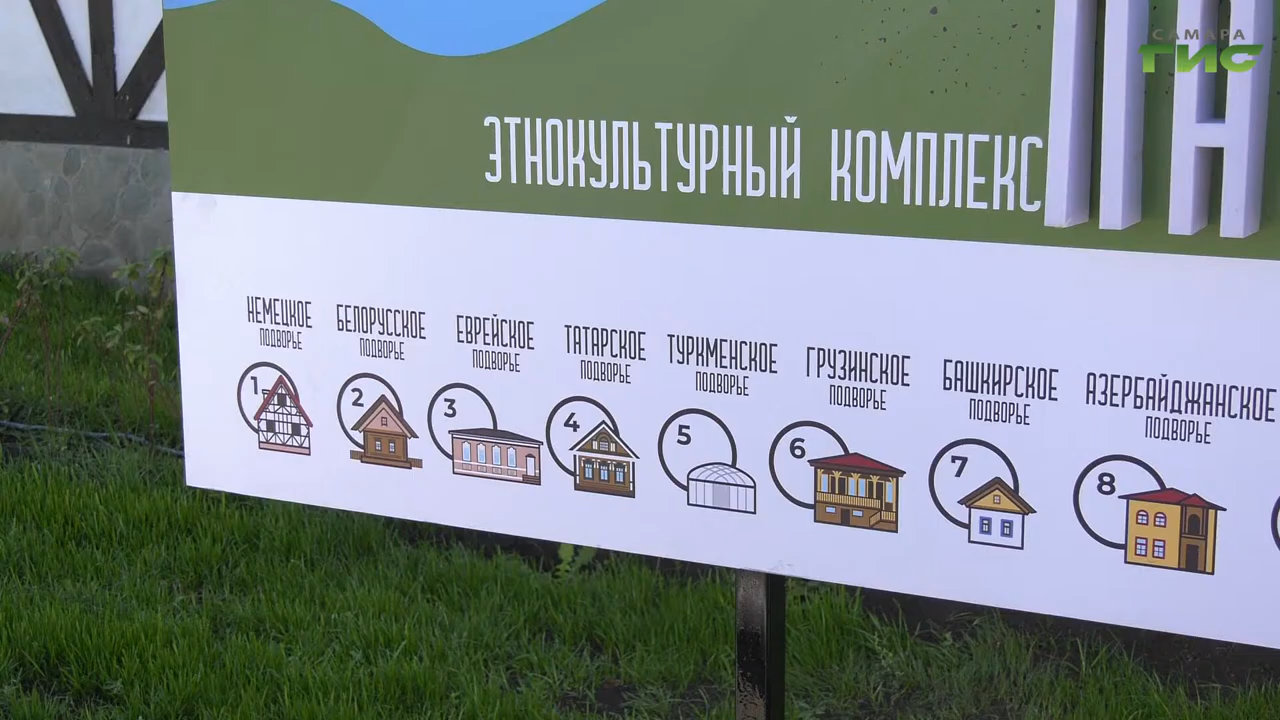 САМАРА
ГИС
ЭТНОКУЛЬТУРНЫЙ КОМПЛЕКС
НЕМЕЦКОЕ
ПОДВОРЬЕ
1
БЕЛОРУССКОЕ
ПОДВОРЬЕ
2
ЕВРЕЙСКОЕ
ПОДВОРЬЕ
3
ТАТАРСКОЕ
ПОДВОРЬЕ
4
ТУРКМЕНСКОЕ
ПОДВОРЬЕ
5
ГРУЗИНСКОЕ
ПОДВОРЬЕ
6
БАШКИРСКОЕ
ПОДВОРЬЕ
7
АЗЕРБАЙДЖАНСКОЕ
ПОДВОРЬЕ
8